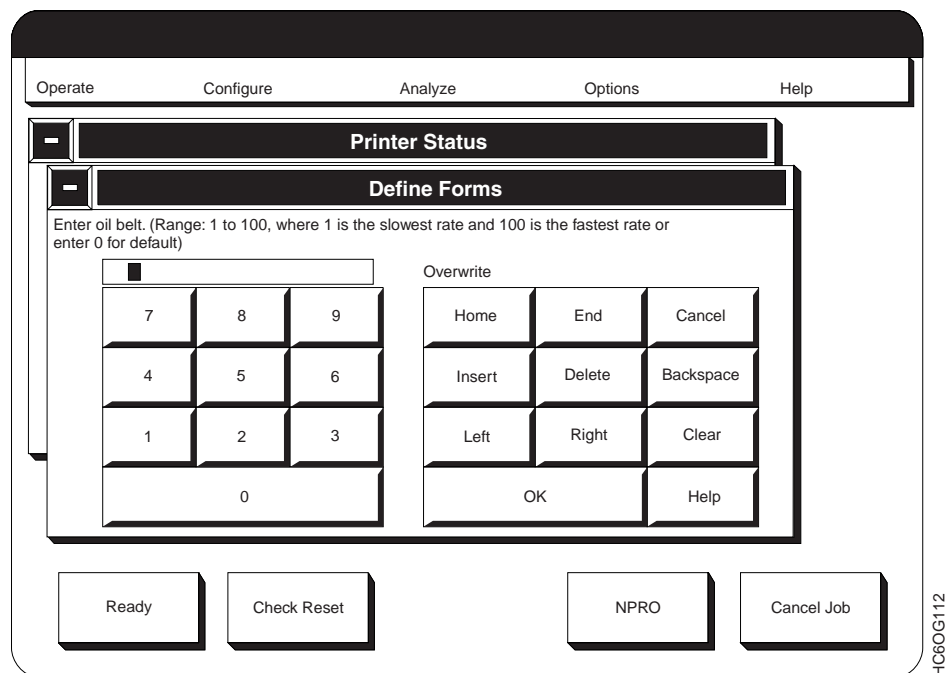 Operate Configure Analyze Options Help
Printer Status
Define Forms
Enter oil belt. (Range: 1 to 100, where 1 is the slowest rate and 100 is the fastest rate or
enter 0 for default)
Overwrite
7 8 9 Home End Cancel
4 5 6 Insert Delete Backspace
1 2 3 Left Right Clear
0 OK Help
Ready Check Reset NPRO Cancel Job
HC6OG112